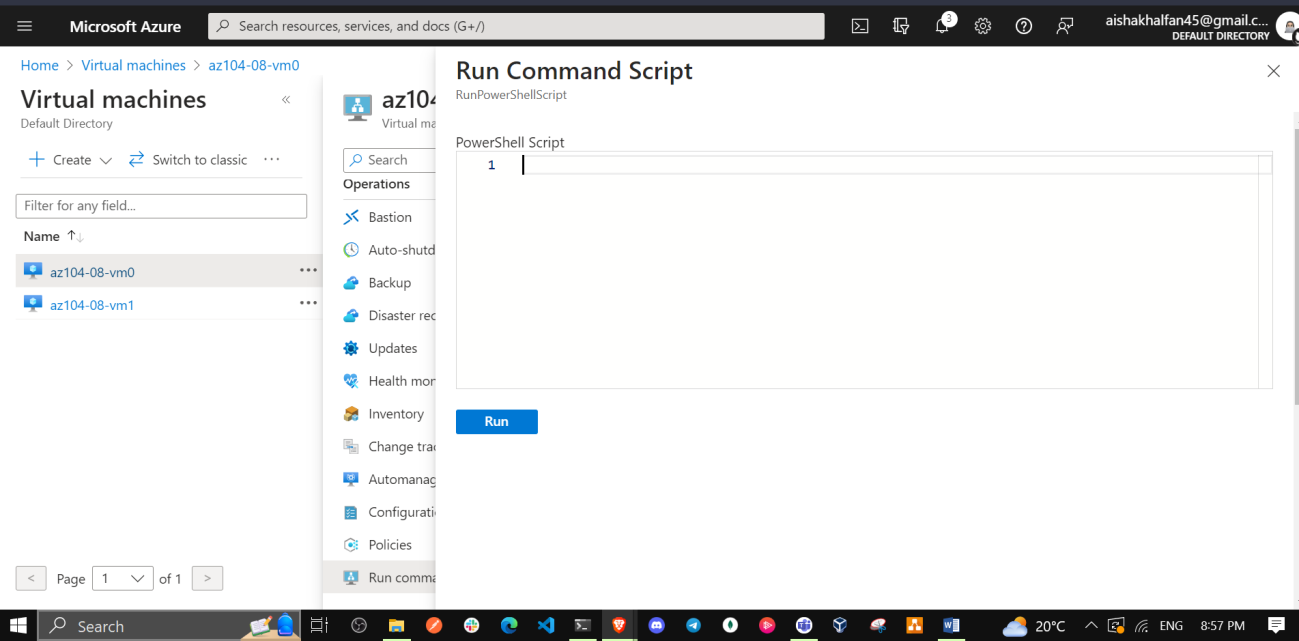 Microsoft Azure
Search resources, services, and docs (G+/)
3
aishakhalfan45@gmail.c...
DEFAULT DIRECTORY
Home > Virtual machines > az104-08-vm0
Virtual machines
Default Directory
Create
Switch to classic
Filter for any field...
Name
az104-08-vm0
az104-08-vm1
< Page 1 of 1 >
az104
Virtual ma
Search
Operations
Bastion
Auto-shutd
Backup
Disaster rec
Updates
Health mon
Inventory
Change trac
Automanag
Configurati
Policies
Run comma
Run Command Script
RunPowerShellScript
PowerShell Script
1
Run
Search
20°C
ENG
8:57 PM